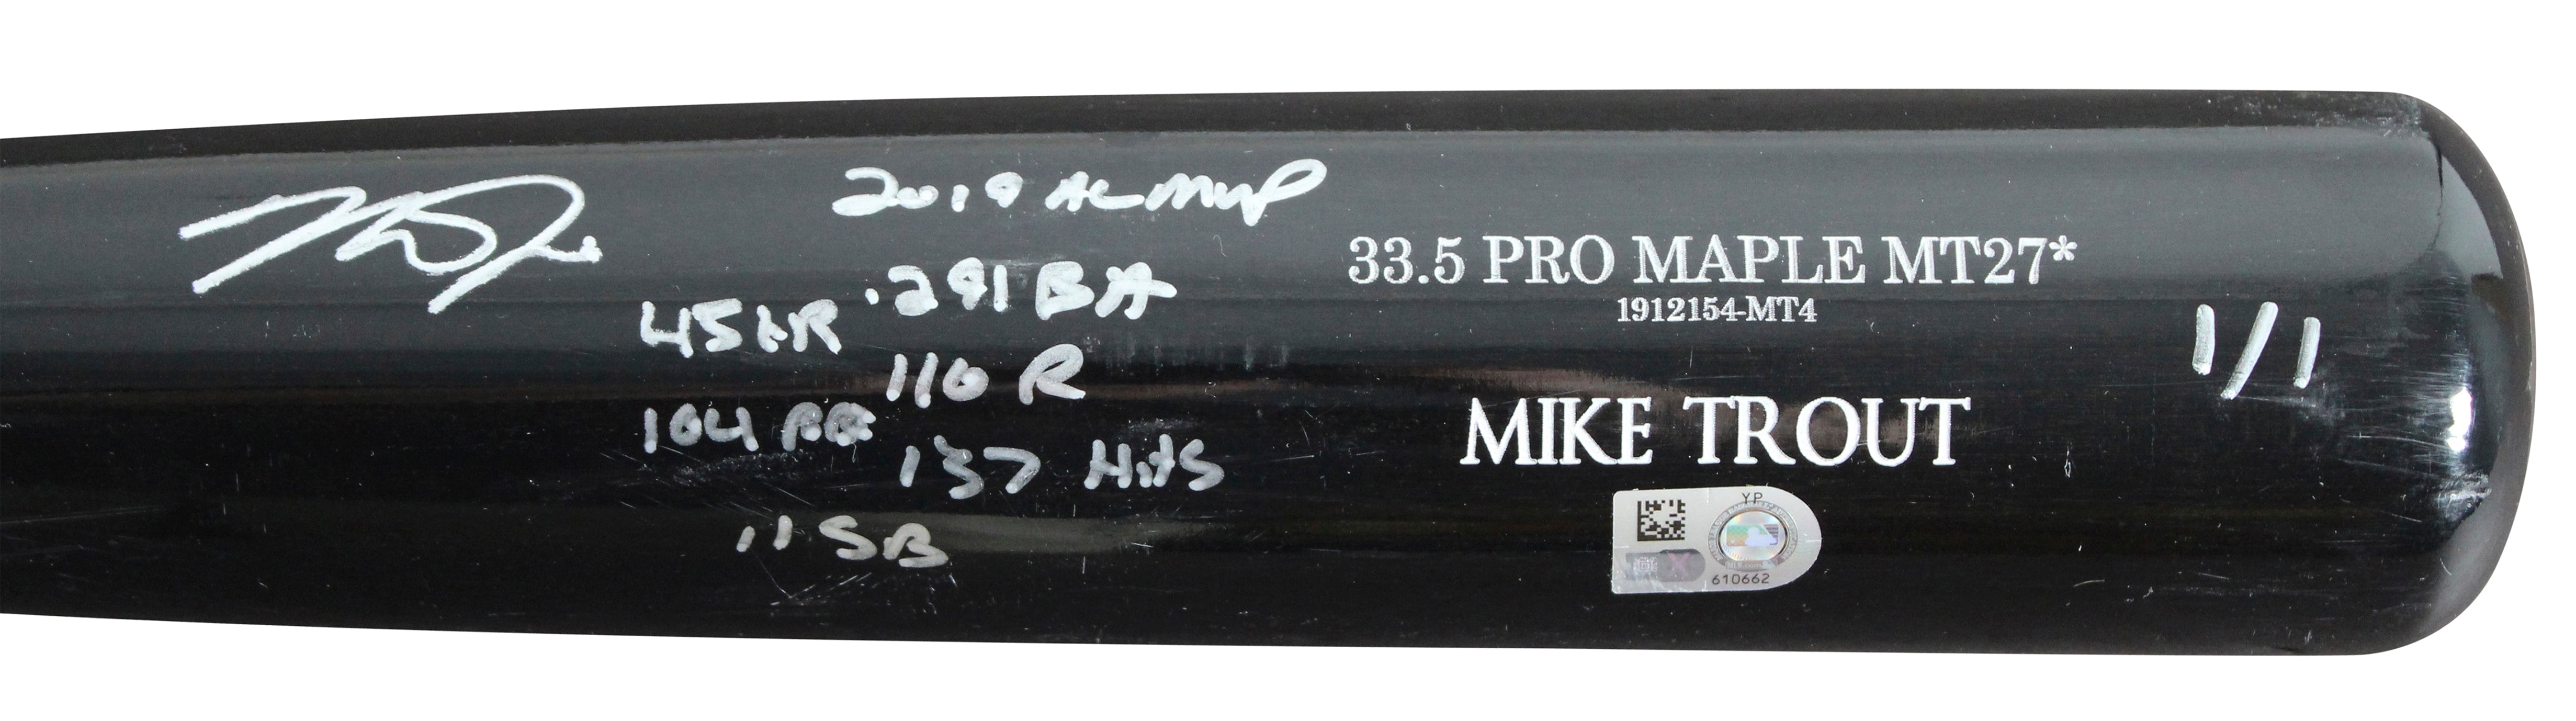 2019 AL MVP
.291 BA
45 HR
110 R
104 RBI
137 Hits
11 SB
33.5 PRO MAPLE MT27*
1912154-MT4
MIKE TROUT
1/1
YP
610662